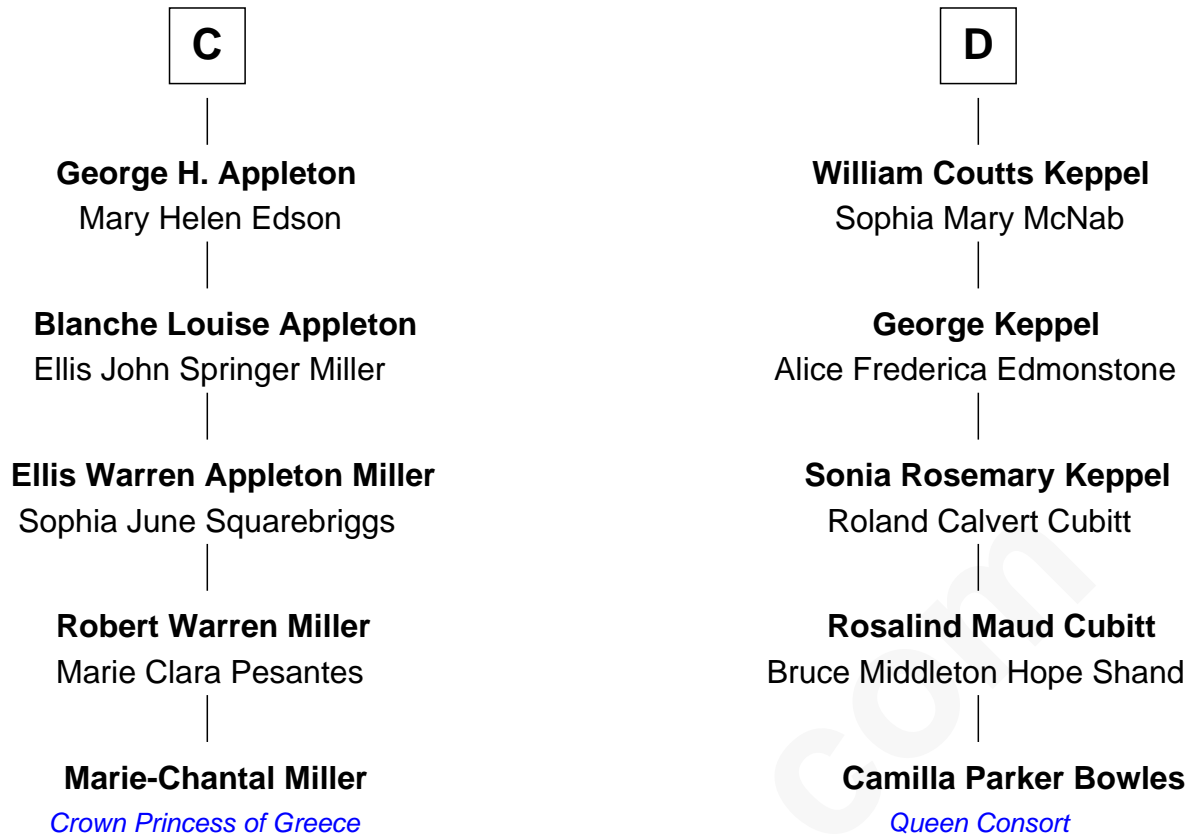 C
George H. Appleton
Mary Helen Edson
Blanche Louise Appleton
Ellis John Springer Miller
Ellis Warren Appleton Miller
Sophia June Squarebriggs
Robert Warren Miller
Marie Clara Pesantes
Marie-Chantal Miller
Crown Princess of Greece
D
William Coutts Keppel
Sophia Mary McNab
George Keppel
Alice Frederica Edmonstone
Sonia Rosemary Keppel
Roland Calvert Cubitt
Rosalind Maud Cubitt
Bruce Middleton Hope Shand
Camilla Parker Bowles
Queen Consort
com